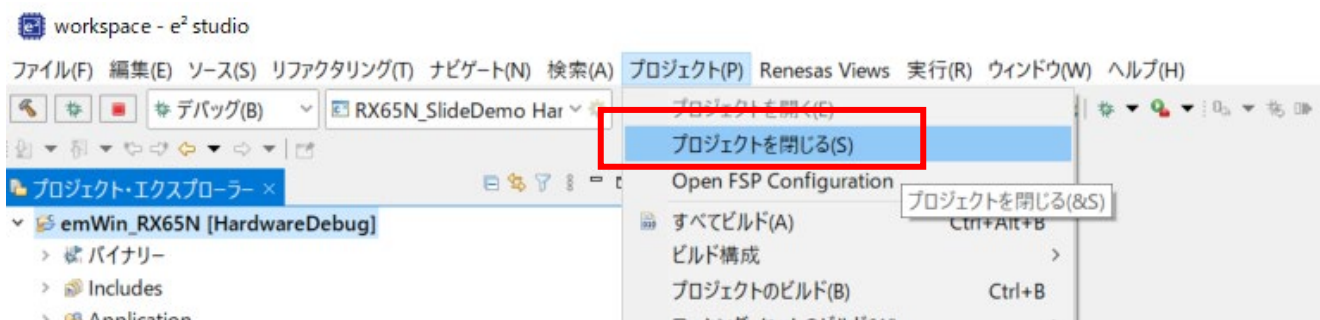 workspace - e² studio
ファイル(F) 編集(E) ソース(S) リファクタリング(T) ナビゲート(N) 検索(A) プロジェクト(P) Renesas Views 実行(R) ウィンドウ(W) ヘルプ(H)
デバッグ(B) RX65N_SlideDemo Har
プロジェクトを開く(E)
プロジェクトを閉じる(S)
プロジェクト・エクスプローラー ×
Open FSP Configuration
プロジェクトを閉じる(&S)
emWin_RX65N [HardwareDebug]
すべてビルド(A) Ctrl+Alt+B
バイナリー
ビルド構成
Includes
プロジェクトのビルド(B) Ctrl+B
Application